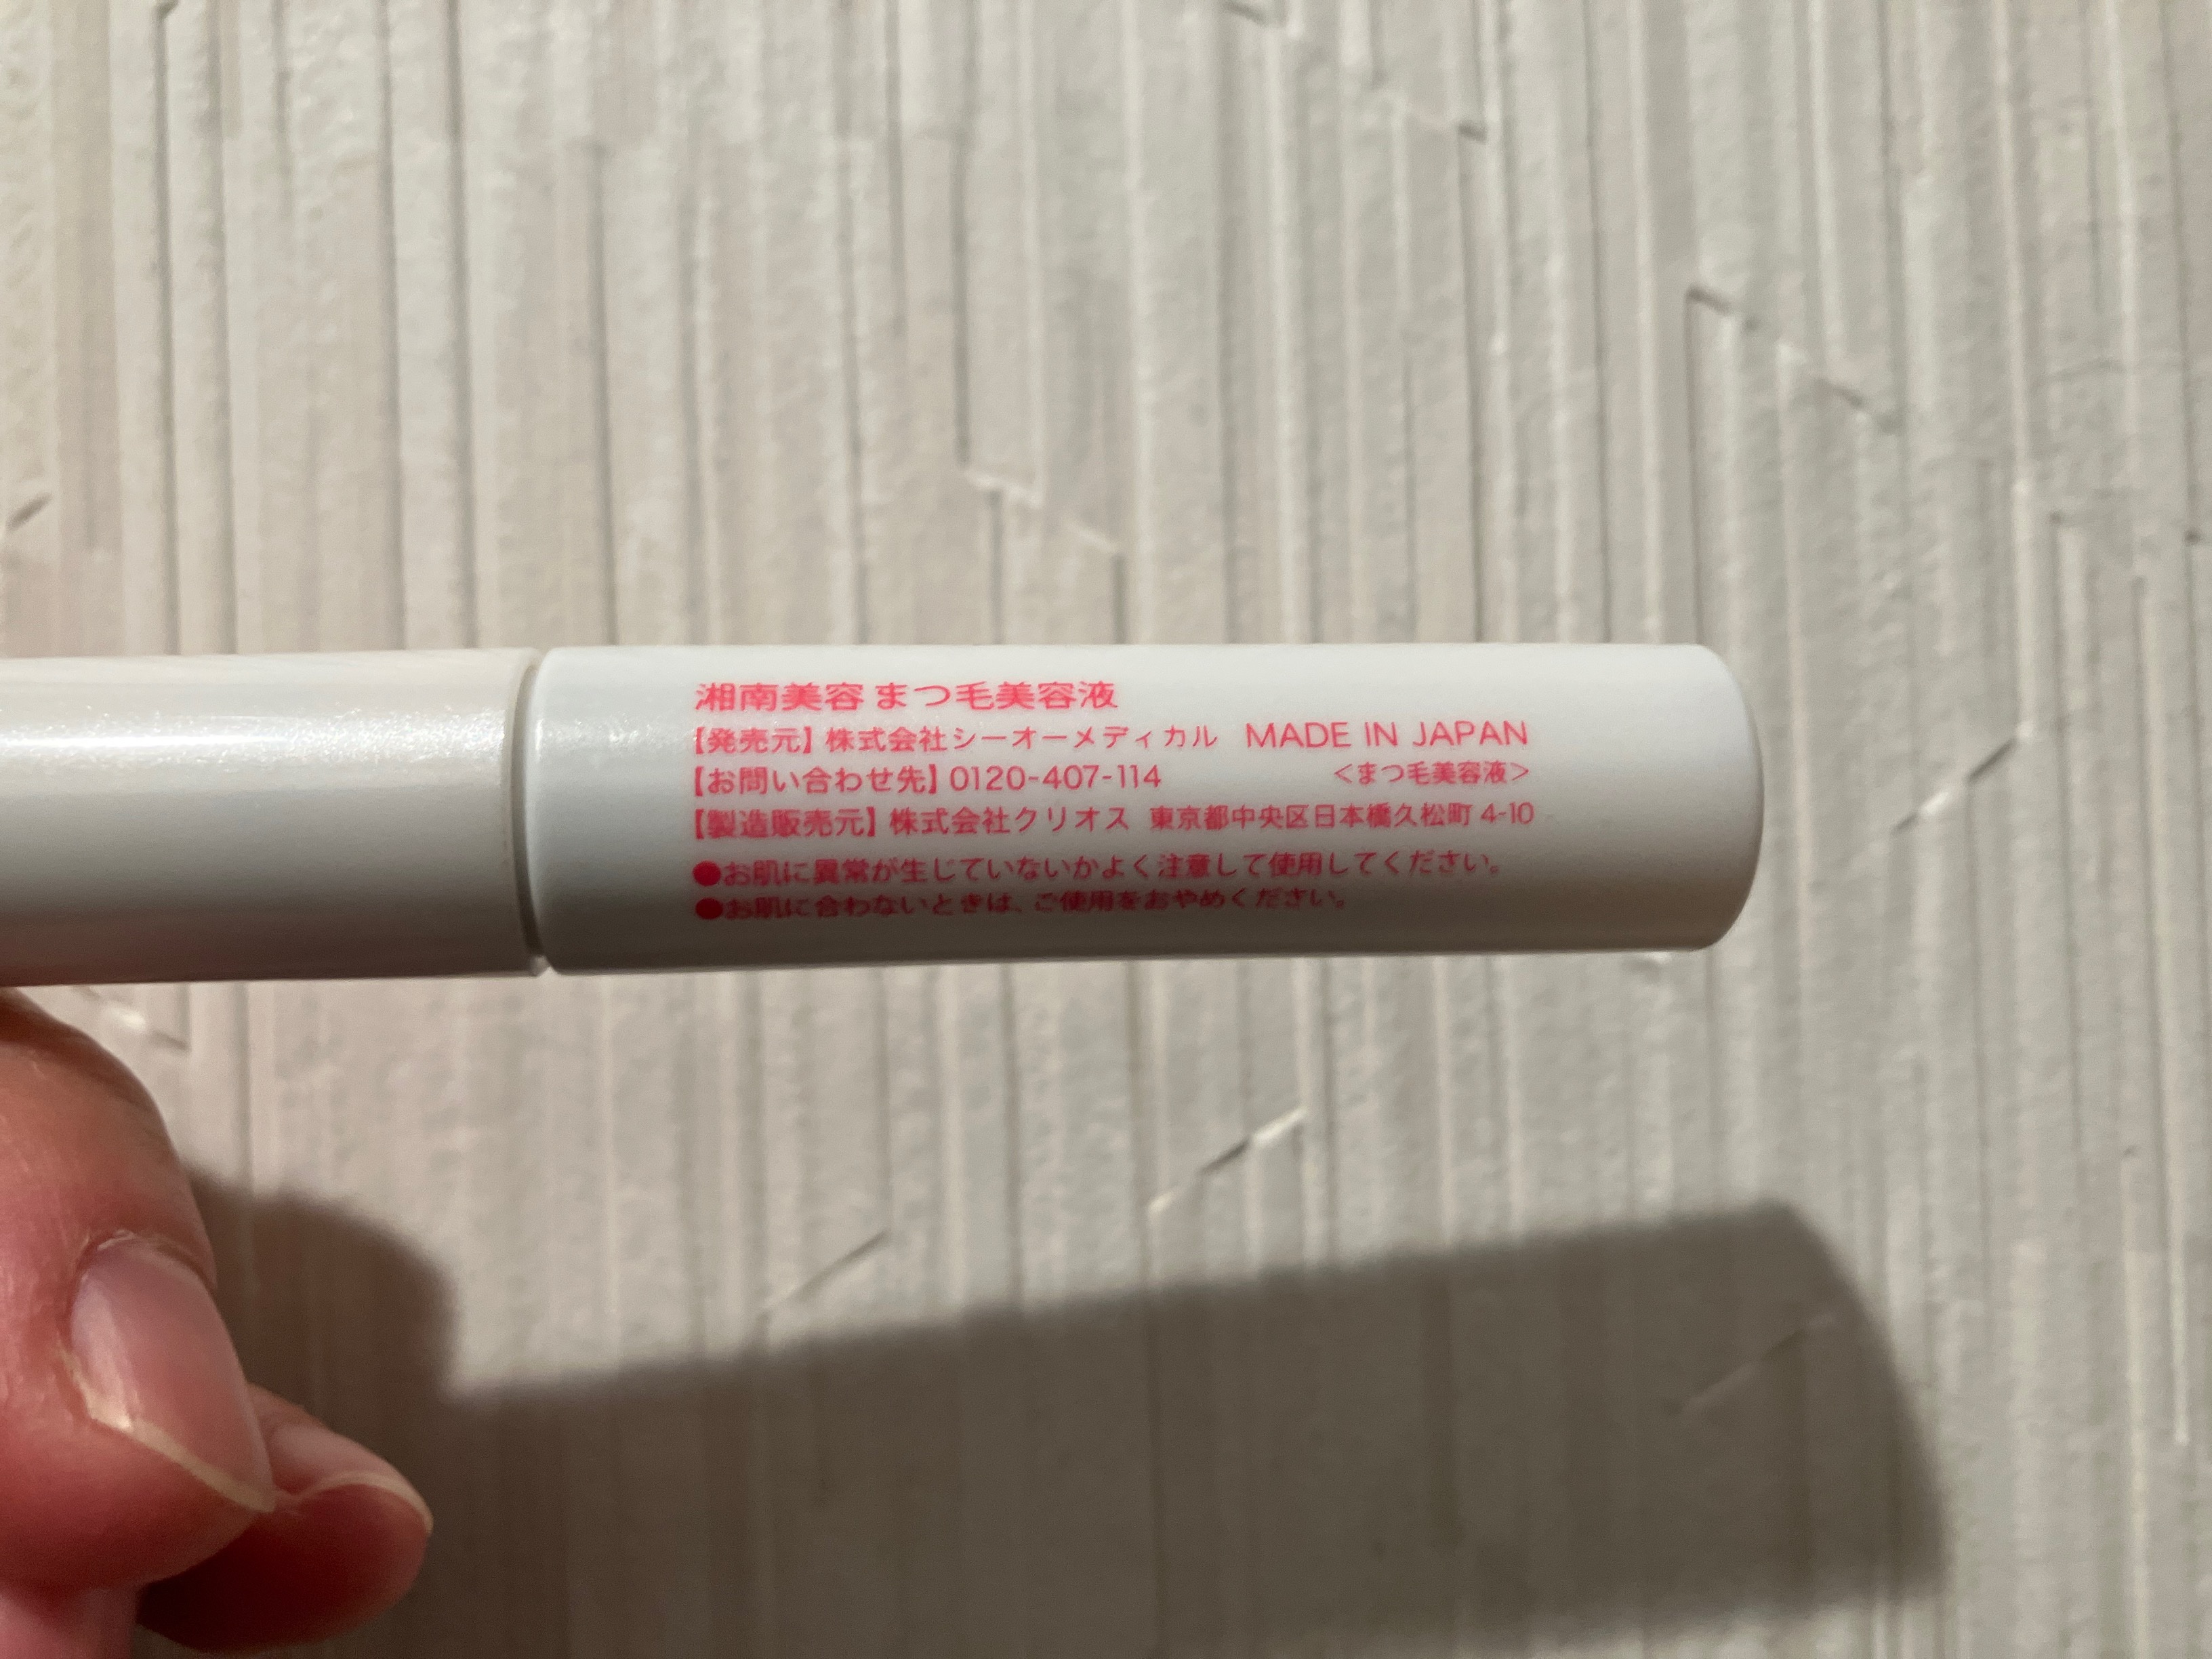 湘南美容 まつ毛美容液
【発売元】株式会社シーオーメディカル MADE IN JAPAN
【お問い合わせ先】0120-407-114 <まつ毛美容液>
【製造販売元】株式会社クリオス 東京都中央区日本橋久松町 4-10
●お肌に異常が生じていないかよく注意して使用してください。
●お肌に合わないときは、ご使用をおやめください。